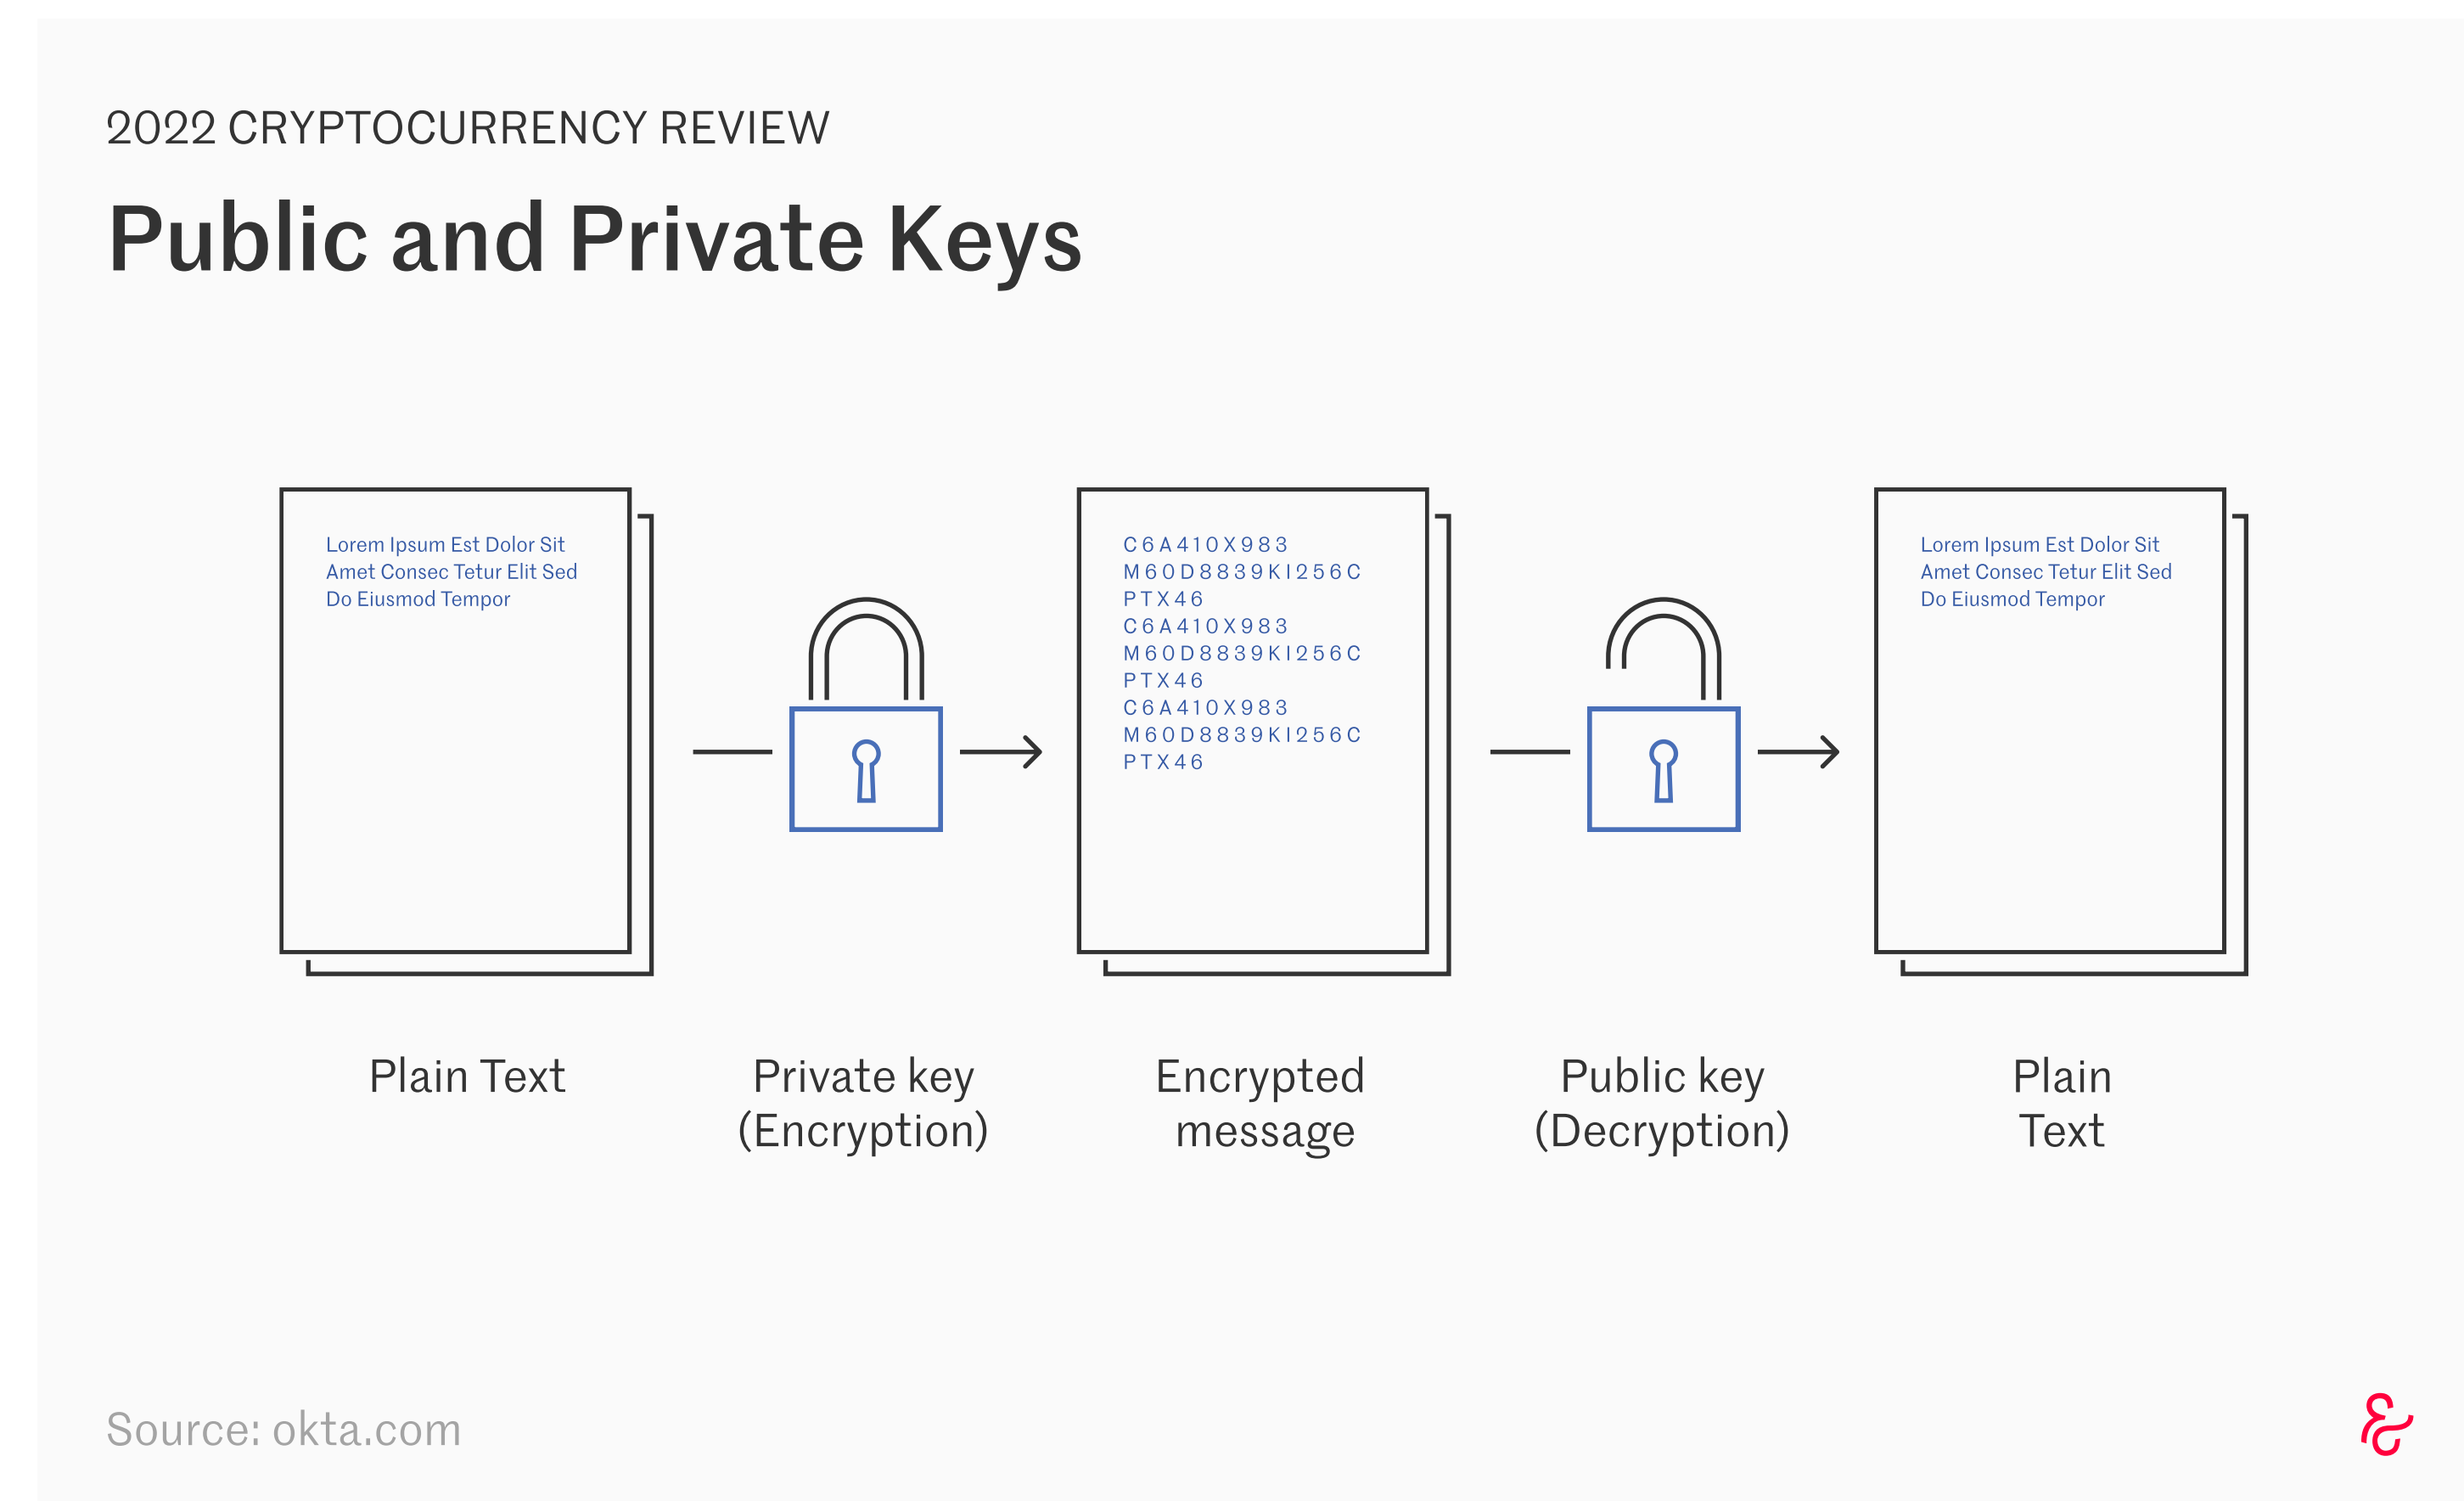 2022 CRYPTOCURRENCY REVIEW
Public and Private Keys
Lorem Ipsum Est Dolor Sit
Amet Consec Tetur Elit Sed
Do Eiusmod Tempor
C6A410X983
M60D8839KI256C
PTX46
C6A410X983
M60D8839KI256C
PTX46
C6A410X983
M60D8839KI256C
PTX46
Lorem Ipsum Est Dolor Sit
Amet Consec Tetur Elit Sed
Do Eiusmod Tempor
Plain Text
Private key
(Encryption)
Encrypted
message
Public key
(Decryption)
Plain
Text
Source: okta.com
&